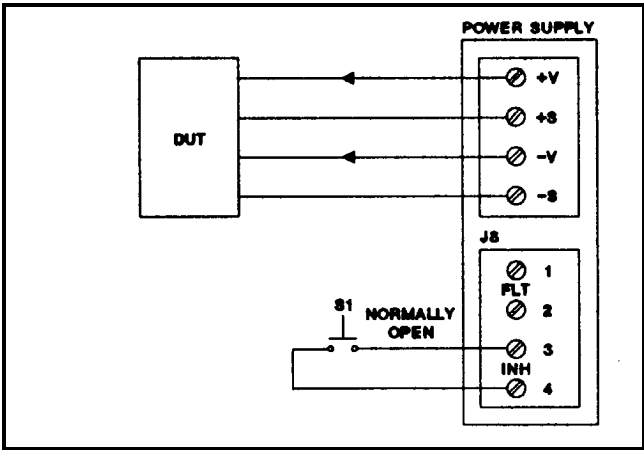 POWER SUPPLY
+V
+S
DUT
-V
-S
J8
1
FLT
2
S1
NORMALLY
OPEN
3
INH
4